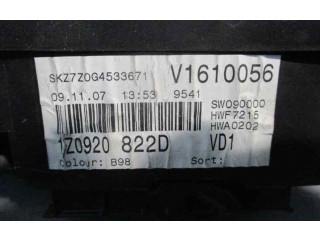 SKZ7Z0G4533671 V1610056
09.11.07 13:53 9541
SW090000
HWF7215
HWA0202
1Z0920 822D VD1
Colour: B98 Sort: